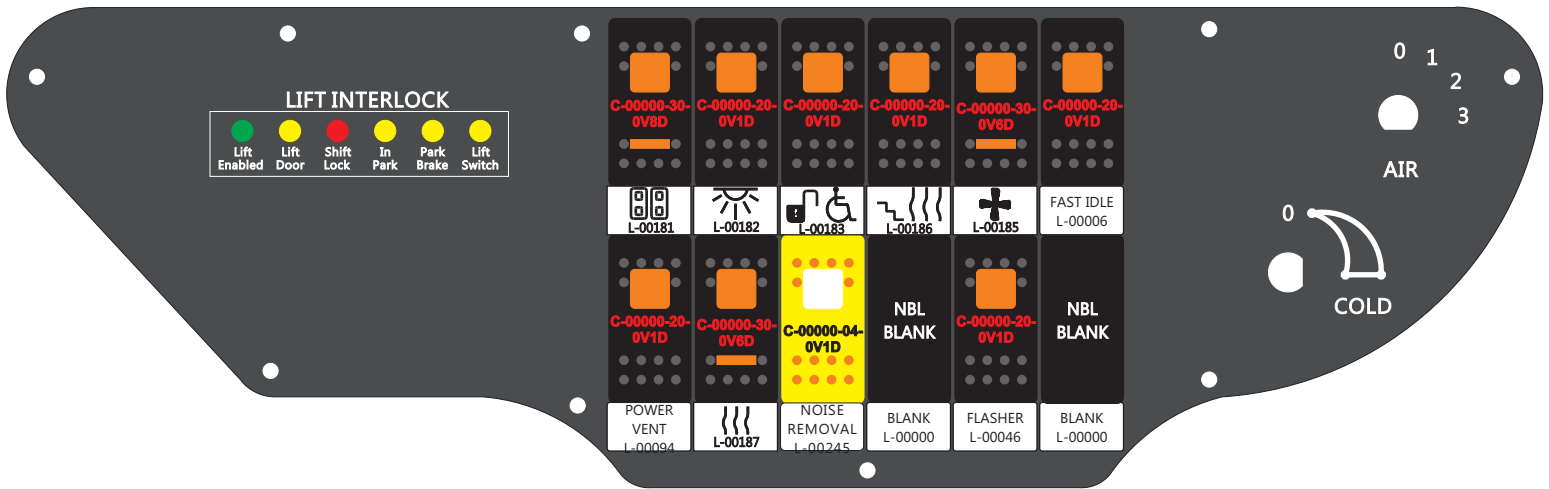 LIFT INTERLOCK
Lift
Enabled
Lift
Door
Shift
Lock
In
Park
Park
Brake
Lift
Switch
C-00000-30-
0V8D
C-00000-20-
0V1D
C-00000-20-
0V1D
C-00000-20-
0V1D
C-00000-30-
0V6D
C-00000-20-
0V1D
L-00181
L-00182
L-00183
L-00186
L-00185
FAST IDLE
L-00006
C-00000-20-
0V1D
C-00000-30-
0V6D
C-00000-04-
0V1D
NBL
BLANK
C-00000-20-
0V1D
NBL
BLANK
POWER
VENT
L-00094
L-00187
NOISE
REMOVAL
L-00245
BLANK
L-00000
FLASHER
L-00046
BLANK
L-00000
0
1
2
3
AIR
0
COLD